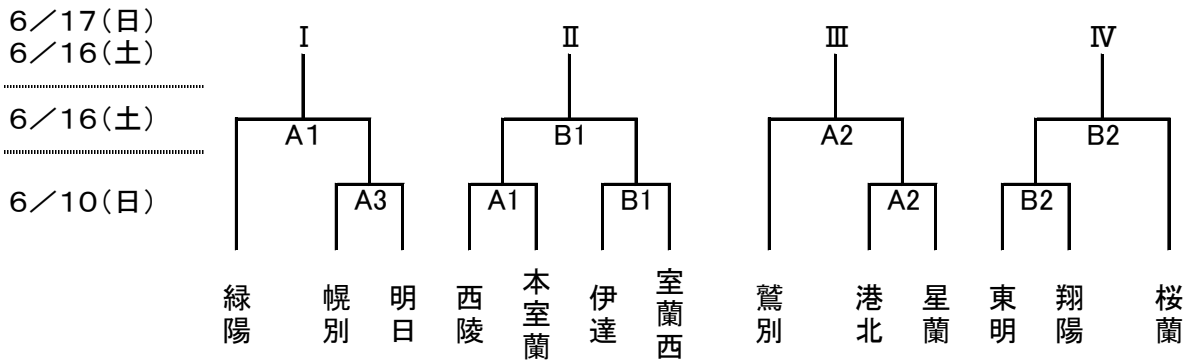 6／17(日)
6／16(土)
Ⅰ Ⅱ Ⅲ Ⅳ
6／16(土)
A1 B1 A2 B2
6／10(日)
A3 A1 B1 A2 B2
緑陽
幌別
明日
西陵
本室蘭
伊達
室蘭西
鷲別
港北
星蘭
東明
翔陽
桜蘭